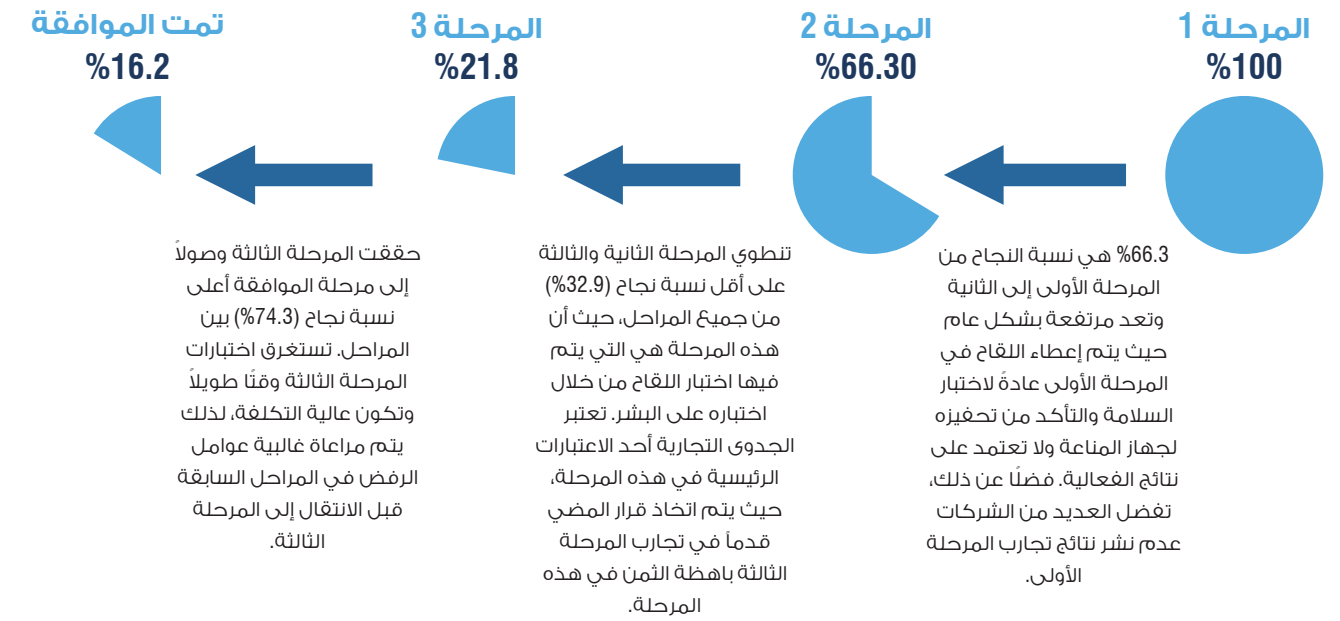 المرحلة 1
%100
المرحلة 2
%66.30
المرحلة 3
%21.8
تمت الموافقة
%16.2
%66.3 هي نسبة النجاح من
المرحلة الأولى إلى الثانية
وتعد مرتفعة بشكل عام
حيث يتم إعطاء اللقاح في
المرحلة الأولى عادةً لاختبار
السلامة والتأكد من تحفيزه
لجهاز المناعة ولا تعتمد على
نتائج الفعالية. فضلًا عن ذلك،
تفضل العديد من الشركات
عدم نشر نتائج تجارب المرحلة
الأولى.
تنطوي المرحلة الثانية والثالثة
على أقل نسبة نجاح (32.9%)
من جميع المراحل، حيث أن
هذه المرحلة هي التي يتم
فيها اختبار اللقاح من خلال
اختباره على البشر. تعتبر
الجدوى التجارية أحد الاعتبارات
الرئيسية في هذه المرحلة،
حيث يتم اتخاذ قرار المضي
قدماً في تجارب المرحلة
الثالثة باهظة الثمن في هذه
المرحلة.
حققت المرحلة الثالثة وصولاً
إلى مرحلة الموافقة أعلى
نسبة نجاح (74.3%) بين
المراحل. تستغرق اختبارات
المرحلة الثالثة وقتًا طويلاً
وتكون عالية التكلفة، لذلك
يتم مراعاة غالبية عوامل
الرفض في المراحل السابقة
قبل الانتقال إلى المرحلة
الثالثة.